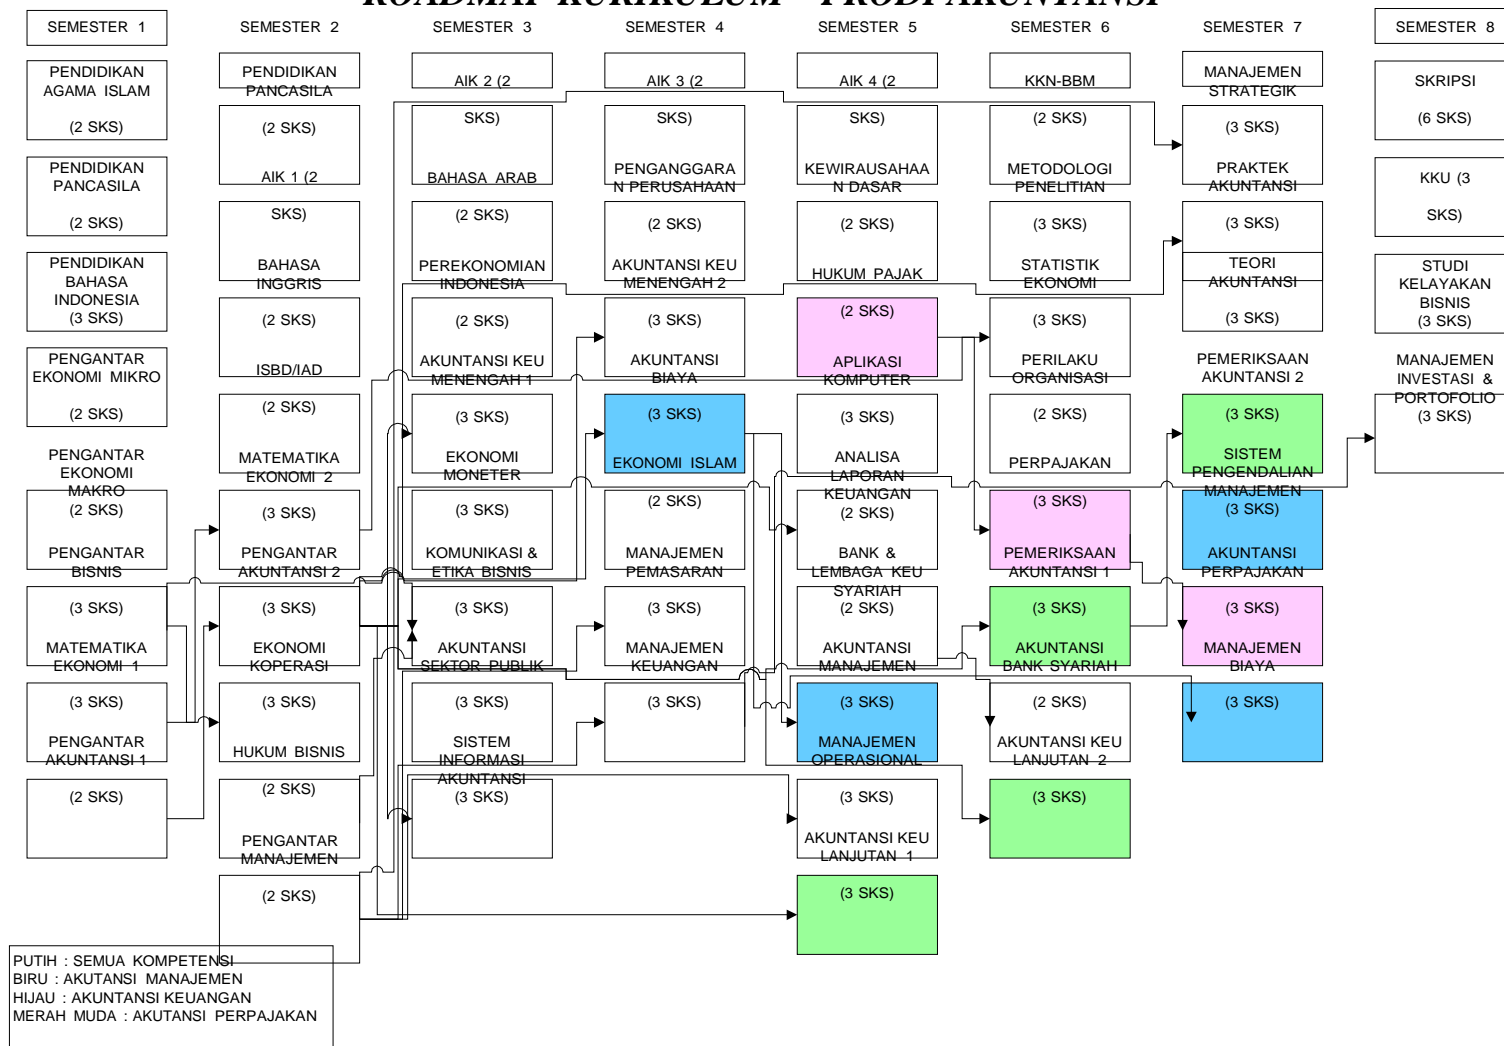 ROADMAP KURIKULUM PRODI AKUNTANSI
SEMESTER 1
PENDIDIKAN
AGAMA ISLAM
(2 SKS)
PENDIDIKAN
PANCASILA
(2 SKS)
PENDIDIKAN
BAHASA
INDONESIA
(3 SKS)
PENGANTAR
EKONOMI MIKRO
(2 SKS)
PENGANTAR
EKONOMI
MAKRO
(2 SKS)
PENGANTAR
BISNIS
(3 SKS)
MATEMATIKA
EKONOMI 1
(3 SKS)
PENGANTAR
AKUNTANSI 1
(2 SKS)
SEMESTER 2
PENDIDIKAN
PANCASILA
(2 SKS)
AIK 1 (2
SKS)
BAHASA
INGGRIS
(2 SKS)
ISBD/IAD
(2 SKS)
MATEMATIKA
EKONOMI 2
(3 SKS)
PENGANTAR
AKUNTANSI 2
(3 SKS)
EKONOMI
KOPERASI
(3 SKS)
HUKUM BISNIS
(2 SKS)
PENGANTAR
MANAJEMEN
(2 SKS)
SEMESTER 3
AIK 2 (2
SKS)
BAHASA ARAB
(2 SKS)
PEREKONOMIAN
INDONESIA
(2 SKS)
AKUNTANSI KEU
MENENGAH 1
(3 SKS)
EKONOMI
MONETER
(3 SKS)
KOMUNIKASI &
ETIKA BISNIS
(3 SKS)
AKUNTANSI
SEKTOR PUBLIK
(3 SKS)
SISTEM
INFORMASI
AKUNTANSI
(3 SKS)
SEMESTER 4
AIK 3 (2
SKS)
PENGANGGARA
N PERUSAHAAN
(2 SKS)
AKUNTANSI KEU
MENENGAH 2
(3 SKS)
AKUNTANSI
BIAYA
(3 SKS)
EKONOMI ISLAM
(2 SKS)
MANAJEMEN
PEMASARAN
(3 SKS)
MANAJEMEN
KEUANGAN
(3 SKS)
SEMESTER 5
AIK 4 (2
SKS)
KEWIRAUSAHAA
N DASAR
(2 SKS)
HUKUM PAJAK
(2 SKS)
APLIKASI
KOMPUTER
(3 SKS)
ANALISA
LAPORAN
KEUANGAN
(2 SKS)
BANK &
LEMBAGA KEU
SYARIAH
(2 SKS)
AKUNTANSI
MANAJEMEN
(3 SKS)
MANAJEMEN
OPERASIONAL
(3 SKS)
AKUNTANSI KEU
LANJUTAN 1
(3 SKS)
SEMESTER 6
KKN-BBM
(2 SKS)
METODOLOGI
PENELITIAN
(3 SKS)
STATISTIK
EKONOMI
(3 SKS)
PERILAKU
ORGANISASI
(2 SKS)
PERPAJAKAN
(3 SKS)
PEMERIKSAAN
AKUNTANSI 1
(3 SKS)
AKUNTANSI
BANK SYARIAH
(2 SKS)
AKUNTANSI KEU
LANJUTAN 2
(3 SKS)
SEMESTER 7
MANAJEMEN
STRATEGIK
(3 SKS)
PRAKTEK
AKUNTANSI
(3 SKS)
TEORI
AKUNTANSI
(3 SKS)
PEMERIKSAAN
AKUNTANSI 2
(3 SKS)
SISTEM
PENGENDALIAN
MANAJEMEN
(3 SKS)
AKUNTANSI
PERPAJAKAN
(3 SKS)
MANAJEMEN
BIAYA
(3 SKS)
SEMESTER 8
SKRIPSI
(6 SKS)
KKU (3
SKS)
STUDI
KELAYAKAN
BISNIS
(3 SKS)
MANAJEMEN
INVESTASI &
PORTOFOLIO
(3 SKS)
PUTIH : SEMUA KOMPETENSI
BIRU : AKUTANSI MANAJEMEN
HIJAU : AKUNTANSI KEUANGAN
MERAH MUDA : AKUTANSI PERPAJAKAN